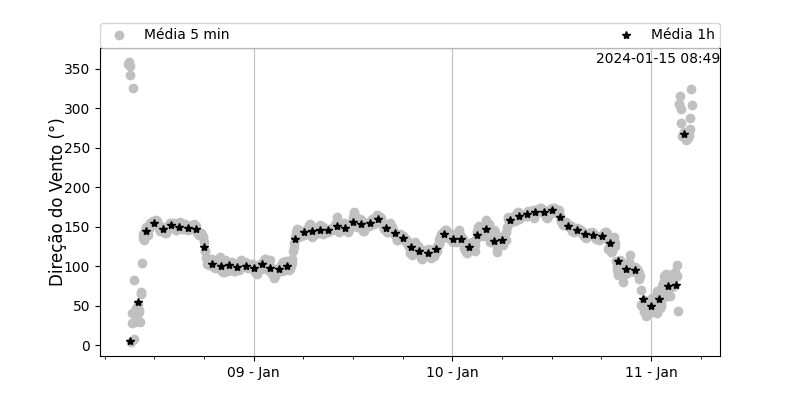 Média 5 min
Média 1h
2024-01-15 08:49
Direção do Vento (°)
350
300
250
200
150
100
50
0
09 - Jan
10 - Jan
11 - Jan